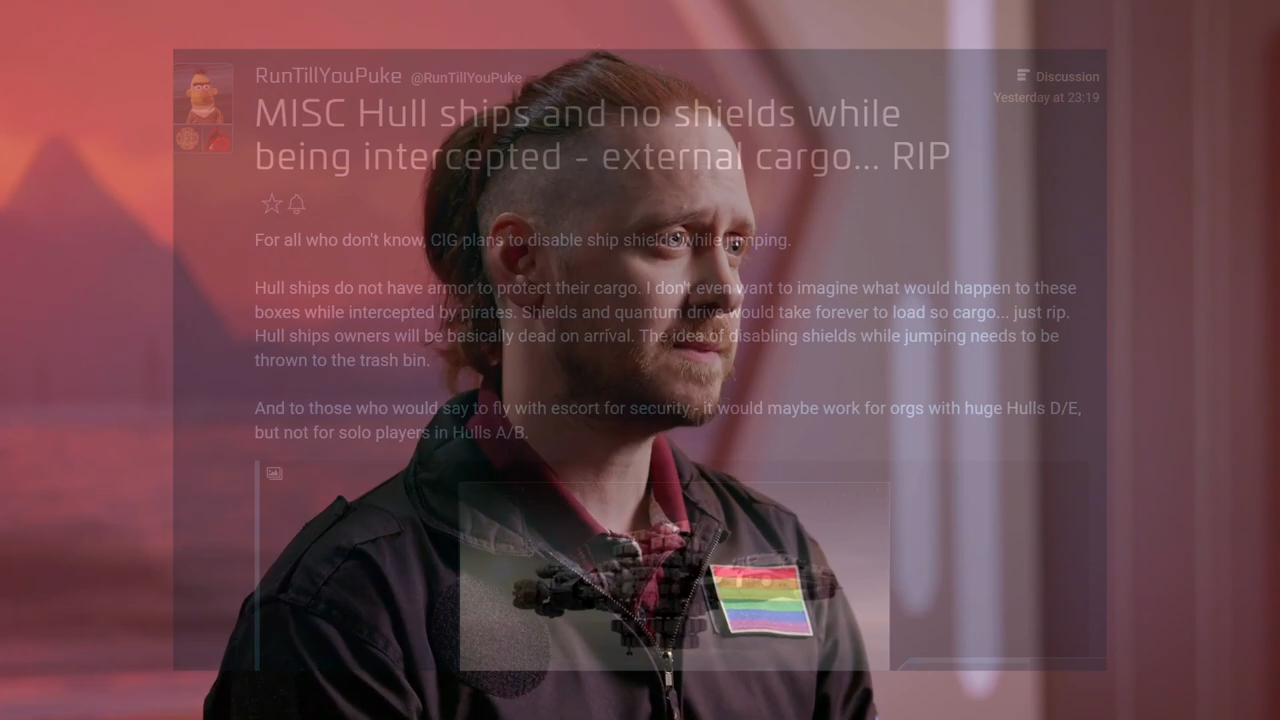 RunTillYouPuke @RunTillYouPuke
Discussion
Yesterday at 23:19
MISC Hull ships and no shields while
being intercepted - external cargo... RIP
For all who don't know, CIG plans to disable ship shields while jumping.
Hull ships do not have armor to protect their cargo. I don't even want to imagine what would happen to these
boxes while intercepted by pirates. Shields and quantum drive would take forever to load so cargo... just rip.
Hull ships owners will be basically dead on arrival. The idea of disabling shields while jumping needs to be
thrown to the trash bin.
And to those who would say to fly with escort for security - it would maybe work for orgs with huge Hulls D/E,
but not for solo players in Hulls A/B.